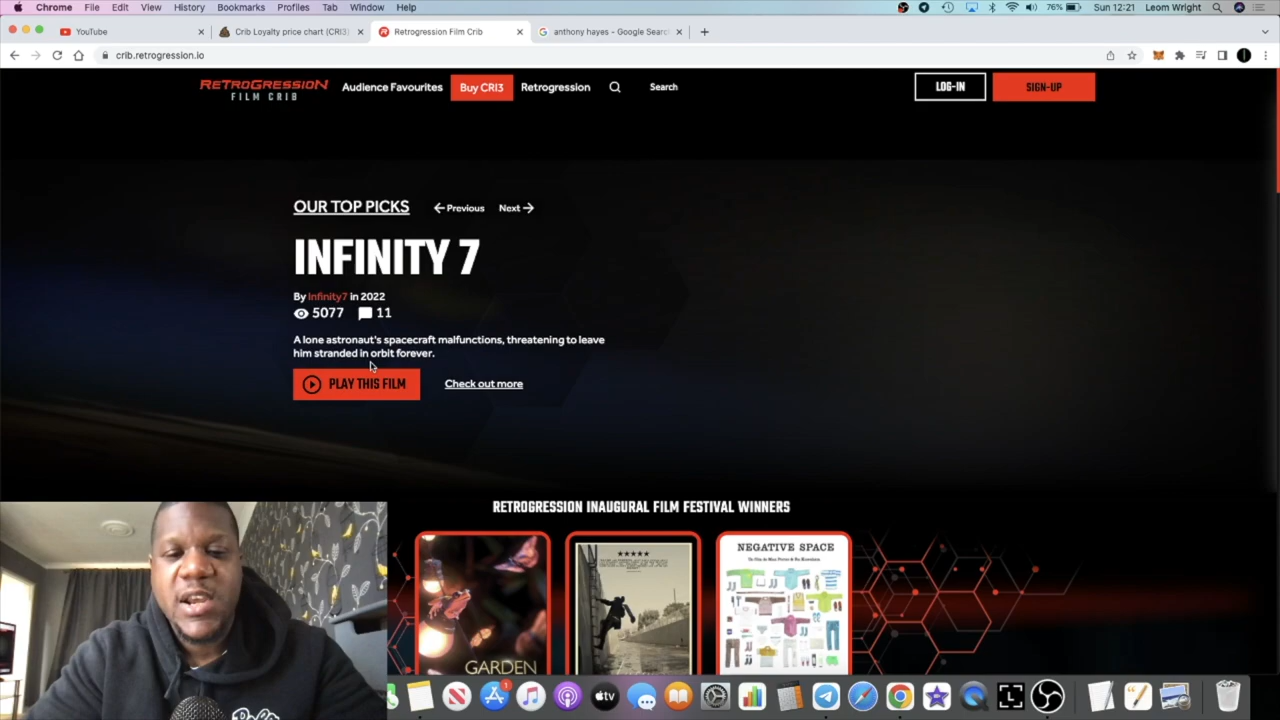 Chrome File Edit View History Bookmarks Profiles Tab Window Help 76% Sun 12:21 Leom Wright
YouTube Crib Loyalty price chart (CRI3) Retrogression Film Crib anthony hayes - Google Searc
crib.retrogression.io
RETROGRESSION
FILM CRIB
Audience Favourites Buy CRI3 Retrogression Search LOG-IN SIGN-UP
OUR TOP PICKS Previous Next
INFINITY 7
By Infinity7 in 2022
5077 11
A lone astronaut's spacecraft malfunctions, threatening to leave
him stranded in orbit forever.
PLAY THIS FILM Check out more
RETROGRESSION INAUGURAL FILM FESTIVAL WINNERS
NEGATIVE SPACE
GARDEN
tv